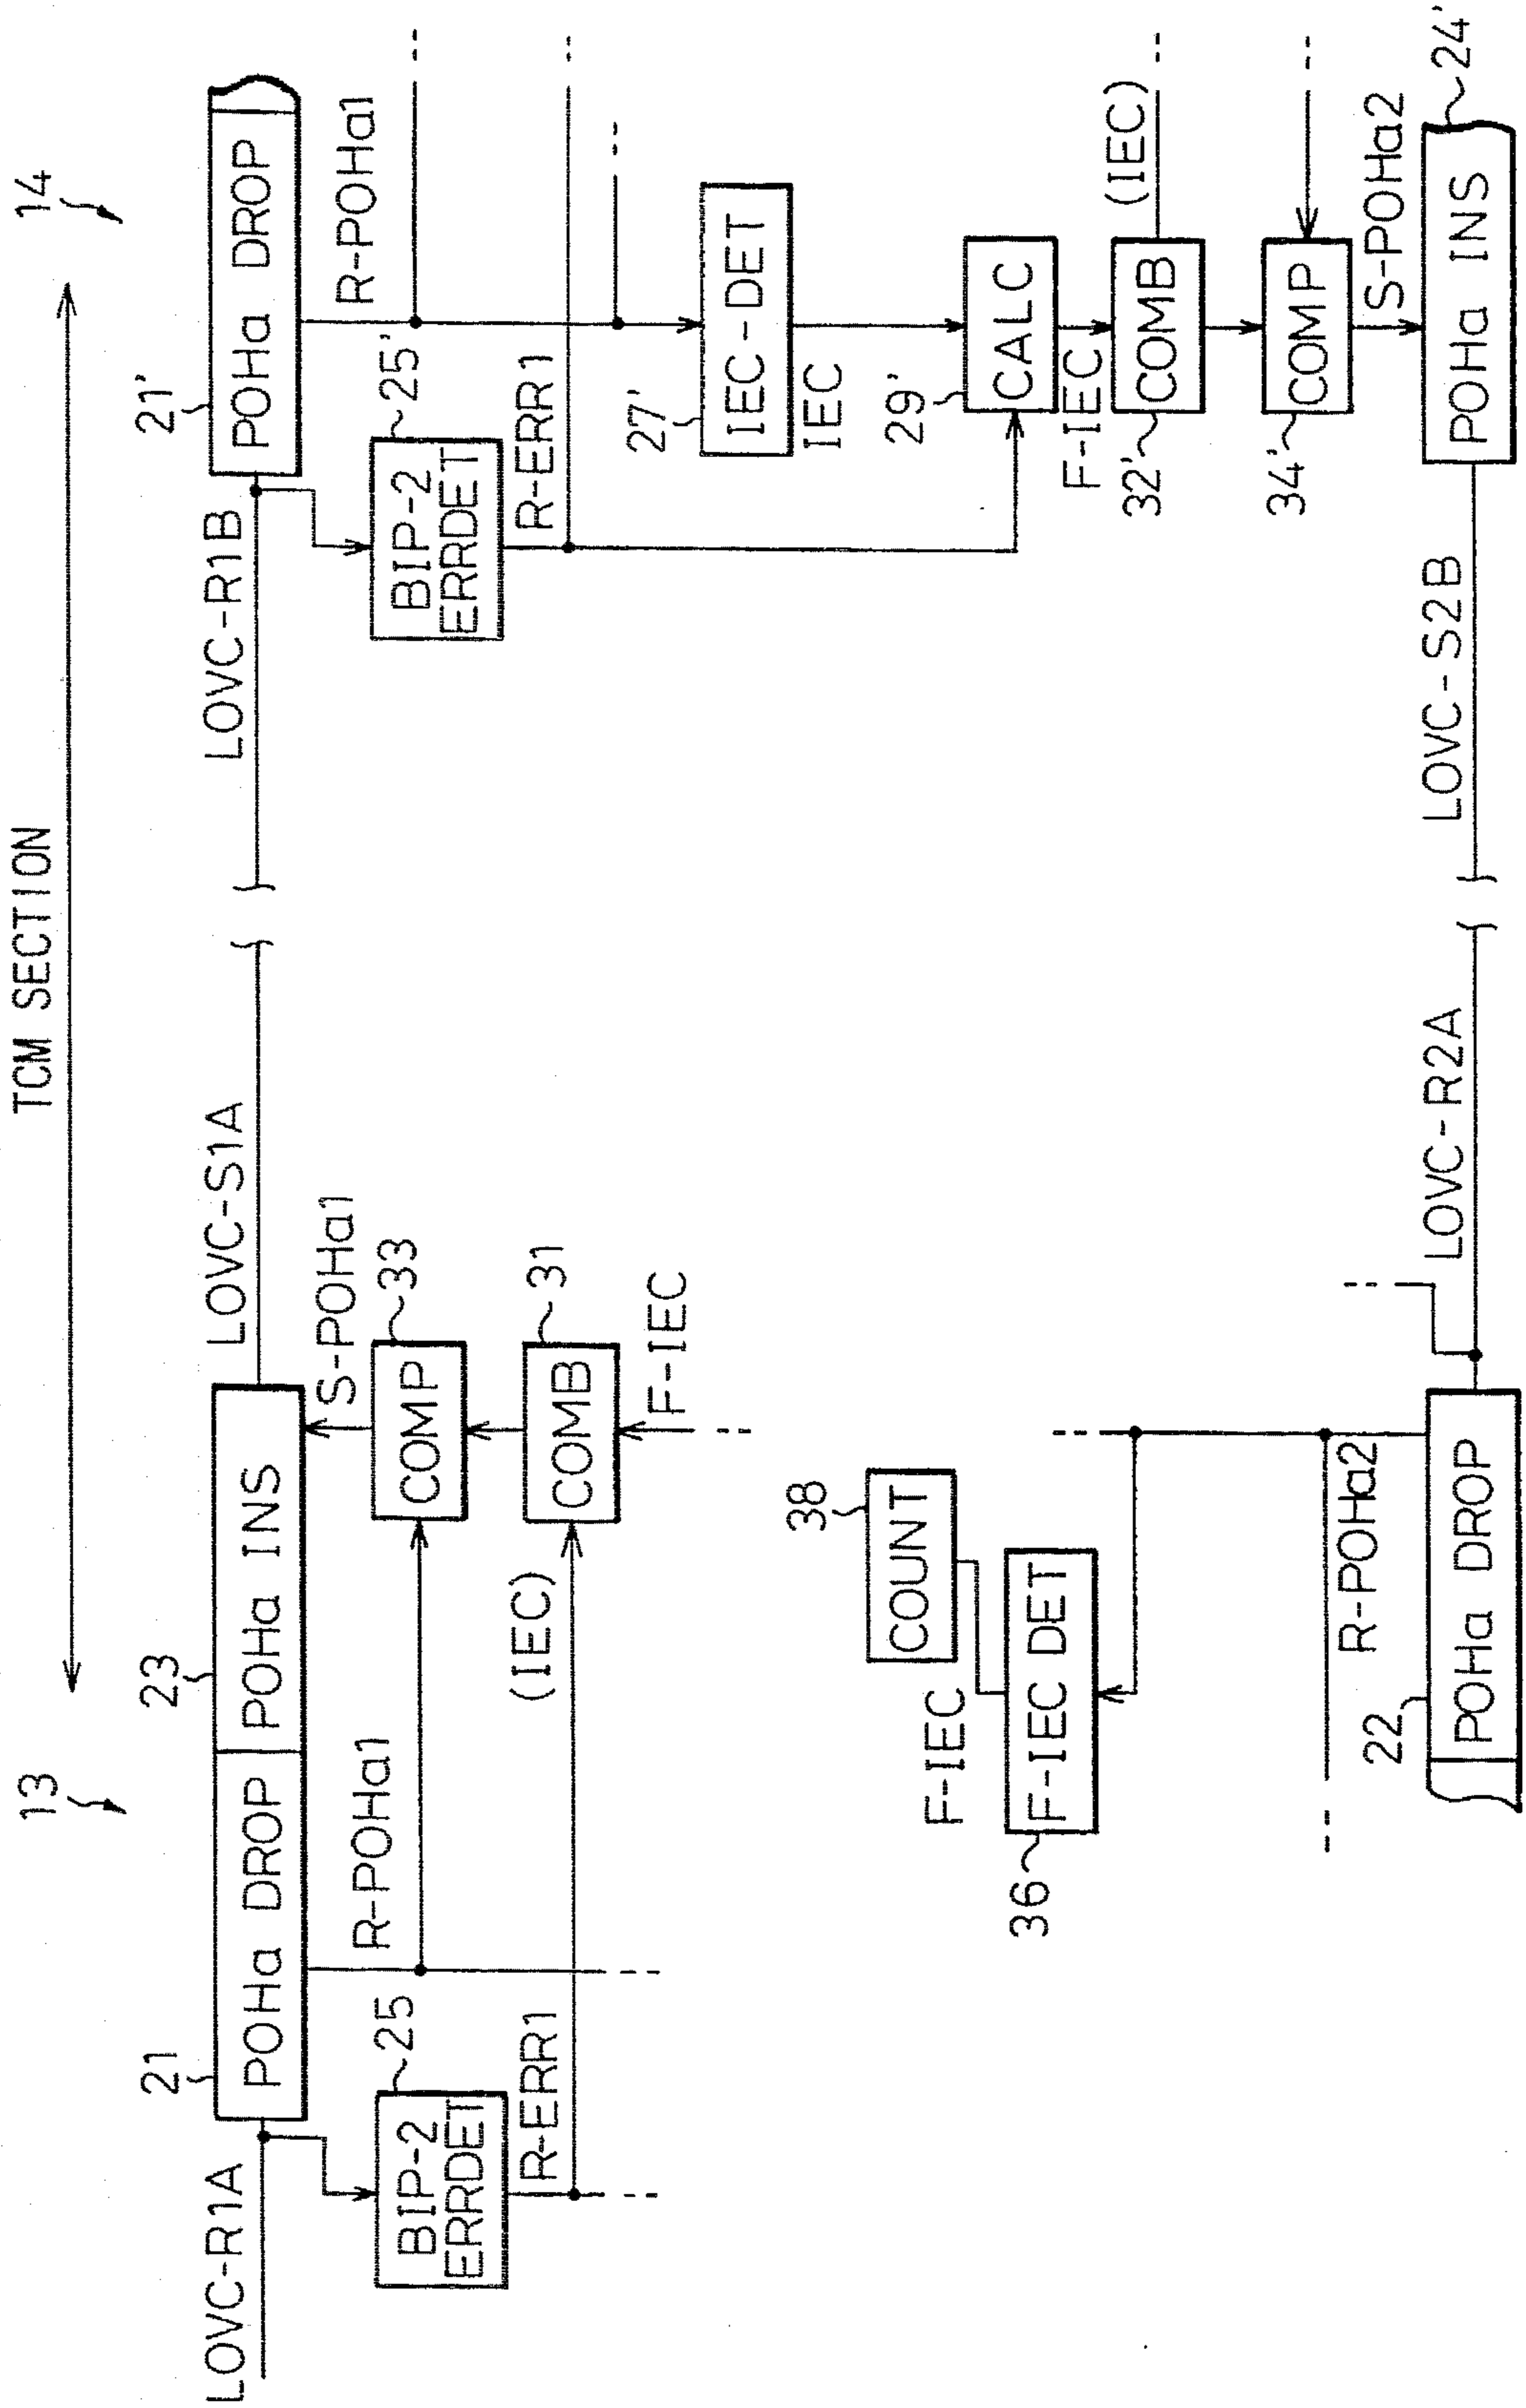 TCM SECTION
13
14
LOVC-R1A
21
POHa DROP
23
POHa INS
LOVC-S1A
LOVC-R1B
21'
POHa DROP
BIP-2
ERRDET
25
R-POHa1
COMP
33
S-POHa1
BIP-2
ERRDET
25'
R-POHa1
R-ERR1
(IEC)
COMB
31
R-ERR1
F-IEC
27'
IEC-DET
IEC
COUNT
38
29'
CALC
F-IEC
F-IEC
F-IEC DET
36
32'
COMB
(IEC)
34'
COMP
R-POHa2
S-POHa2
22
POHa DROP
LOVC-R2A
LOVC-S2B
POHa INS
24'